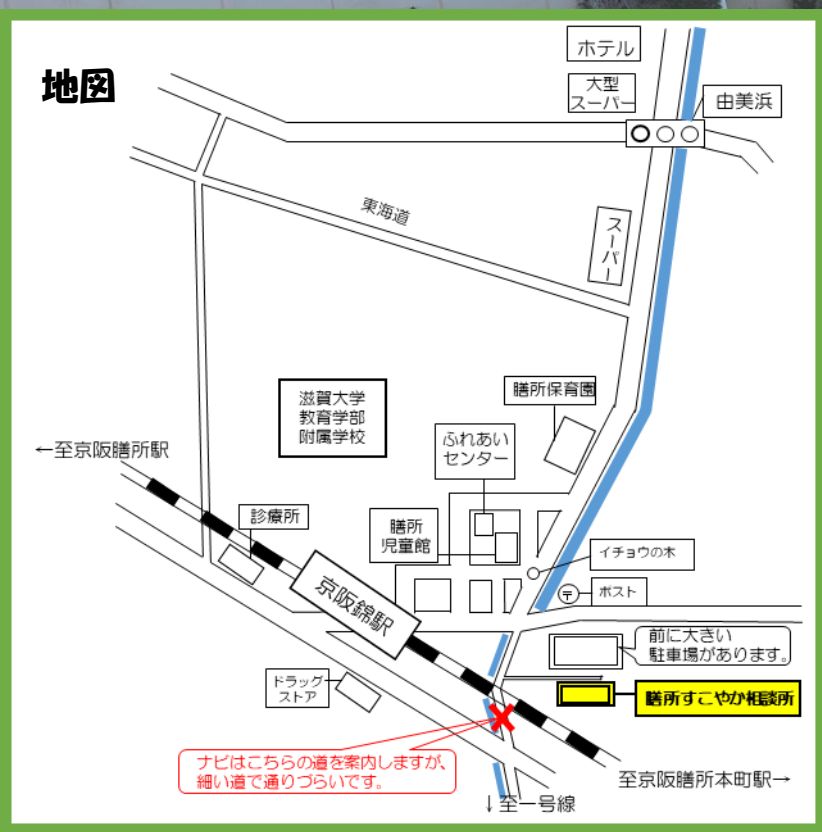 地図
ホテル
大型
スーパー
由美浜
東海道
スーパー
滋賀大学
教育学部
附属学校
膳所保育園
←至京阪膳所駅
ふれあい
センター
診療所
膳所
児童館
イチョウの木
京阪錦駅
〒
ポスト
前に大きい
駐車場があります。
ドラッグ
ストア
膳所すこやか相談所
ナビはこちらの道を案内しますが、
細い道で通りづらいです。
至京阪膳所本町駅→
↓至一号線